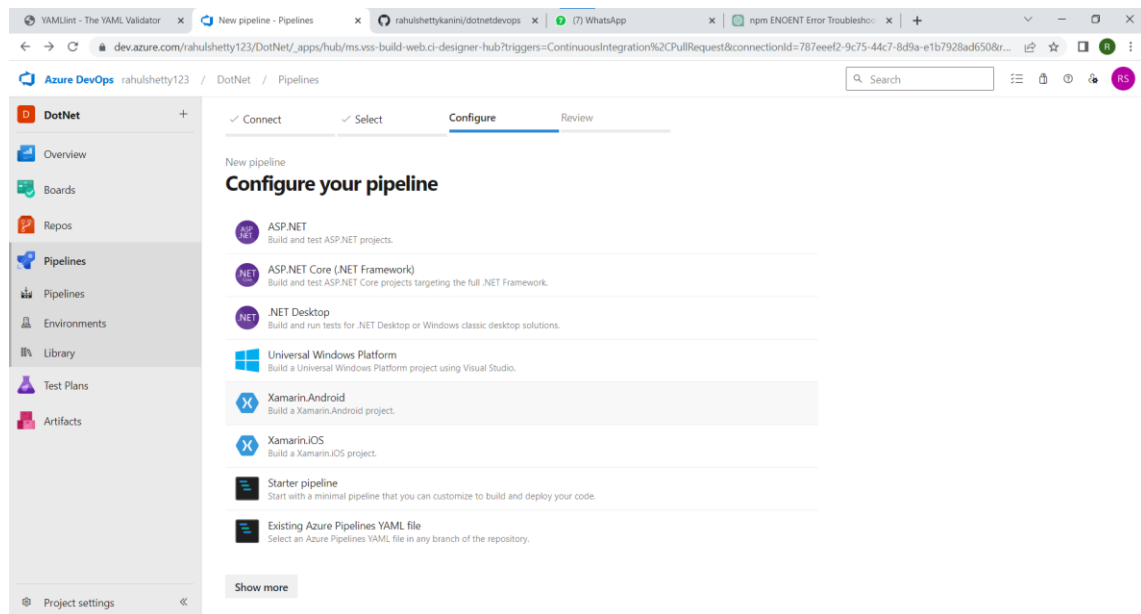 YAMLlint - The YAML Validator
New pipeline - Pipelines
rahulshettykanini/dotnetdevops
(7) WhatsApp
npm ENOENT Error Troubleshoo
dev.azure.com/rahulshetty123/DotNet/_apps/hub/ms.vss-build-web.ci-designer-hub?triggers=ContinuousIntegration%2CPullRequest&connectionId=787eeef2-9c75-44c7-8d9a-e1b7928ad650&r...
R
Azure DevOps rahulshetty123 / DotNet / Pipelines
Search
RS
D DotNet +
Overview
Boards
Repos
Pipelines
Pipelines
Environments
Library
Test Plans
Artifacts
Project settings
Connect
Select
Configure
Review
New pipeline
Configure your pipeline
ASP.NET
Build and test ASP.NET projects.
ASP.NET Core (.NET Framework)
Build and test ASP.NET Core projects targeting the full .NET Framework.
.NET Desktop
Build and run tests for .NET Desktop or Windows classic desktop solutions.
Universal Windows Platform
Build a Universal Windows Platform project using Visual Studio.
Xamarin.Android
Build a Xamarin.Android project.
Xamarin.iOS
Build a Xamarin.iOS project.
Starter pipeline
Start with a minimal pipeline that you can customize to build and deploy your code.
Existing Azure Pipelines YAML file
Select an Azure Pipelines YAML file in any branch of the repository.
Show more